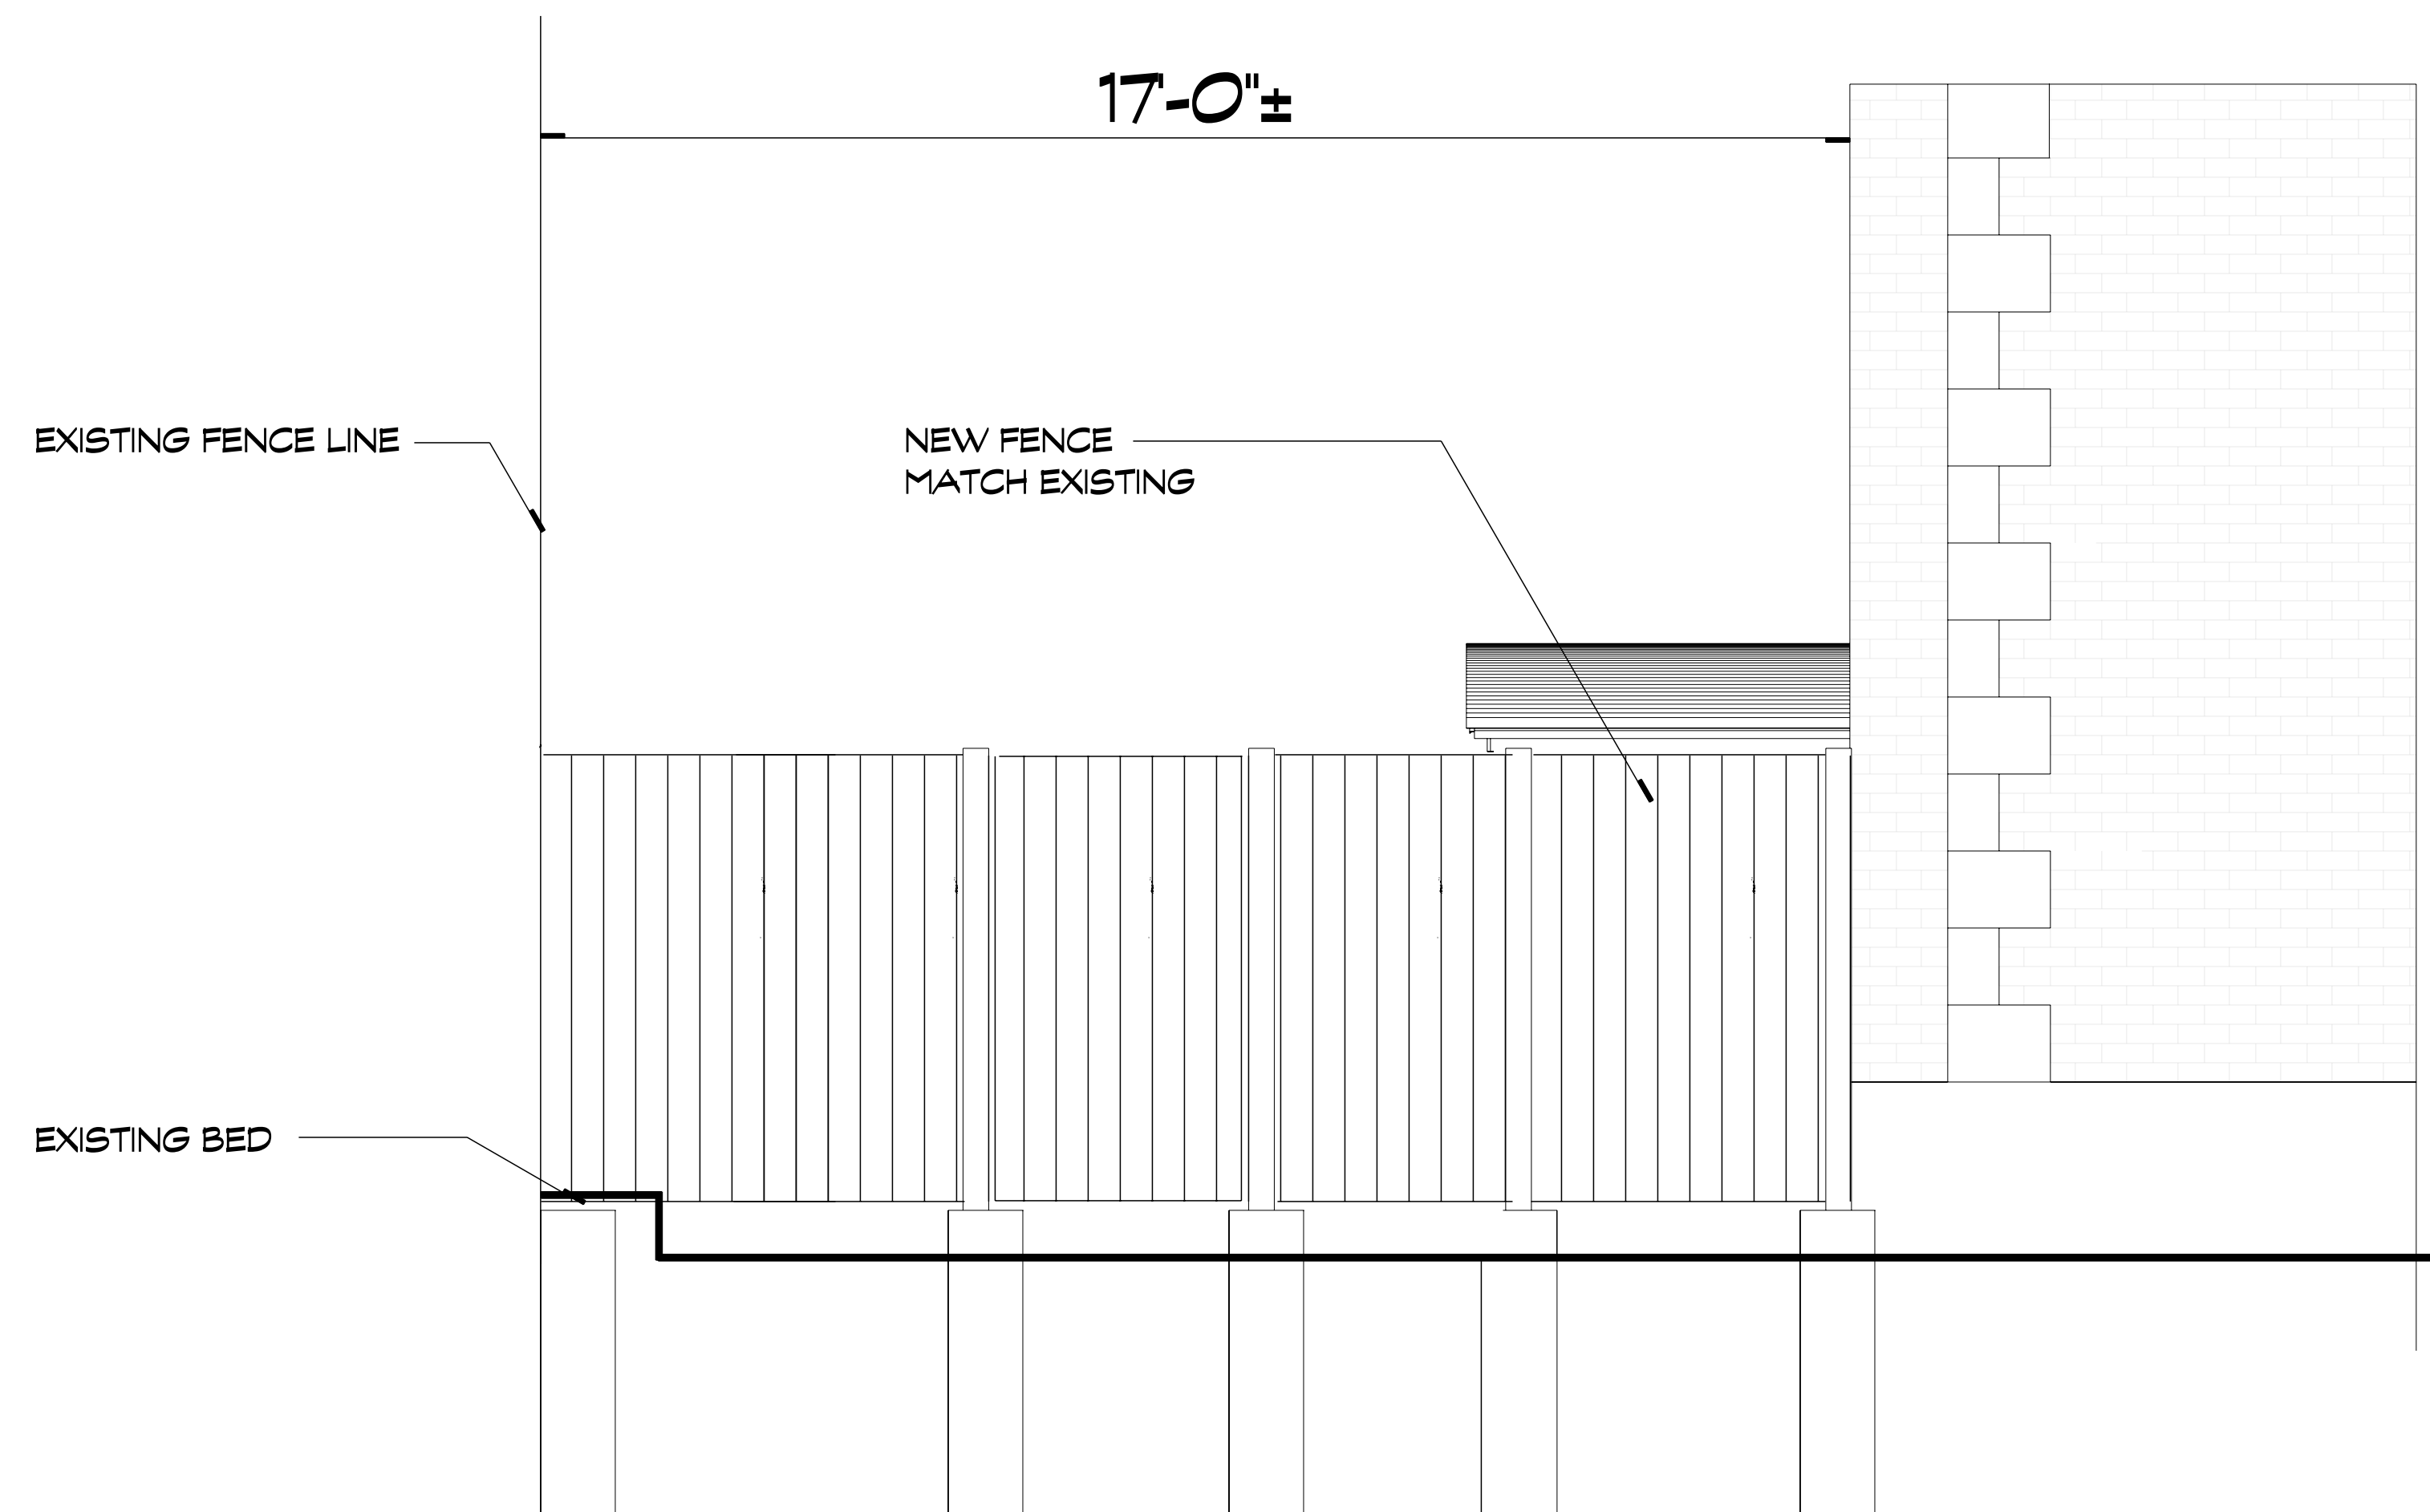 17'-0"±
EXISTING FENCE LINE
NEW FENCE
MATCH EXISTING
EXISTING BED